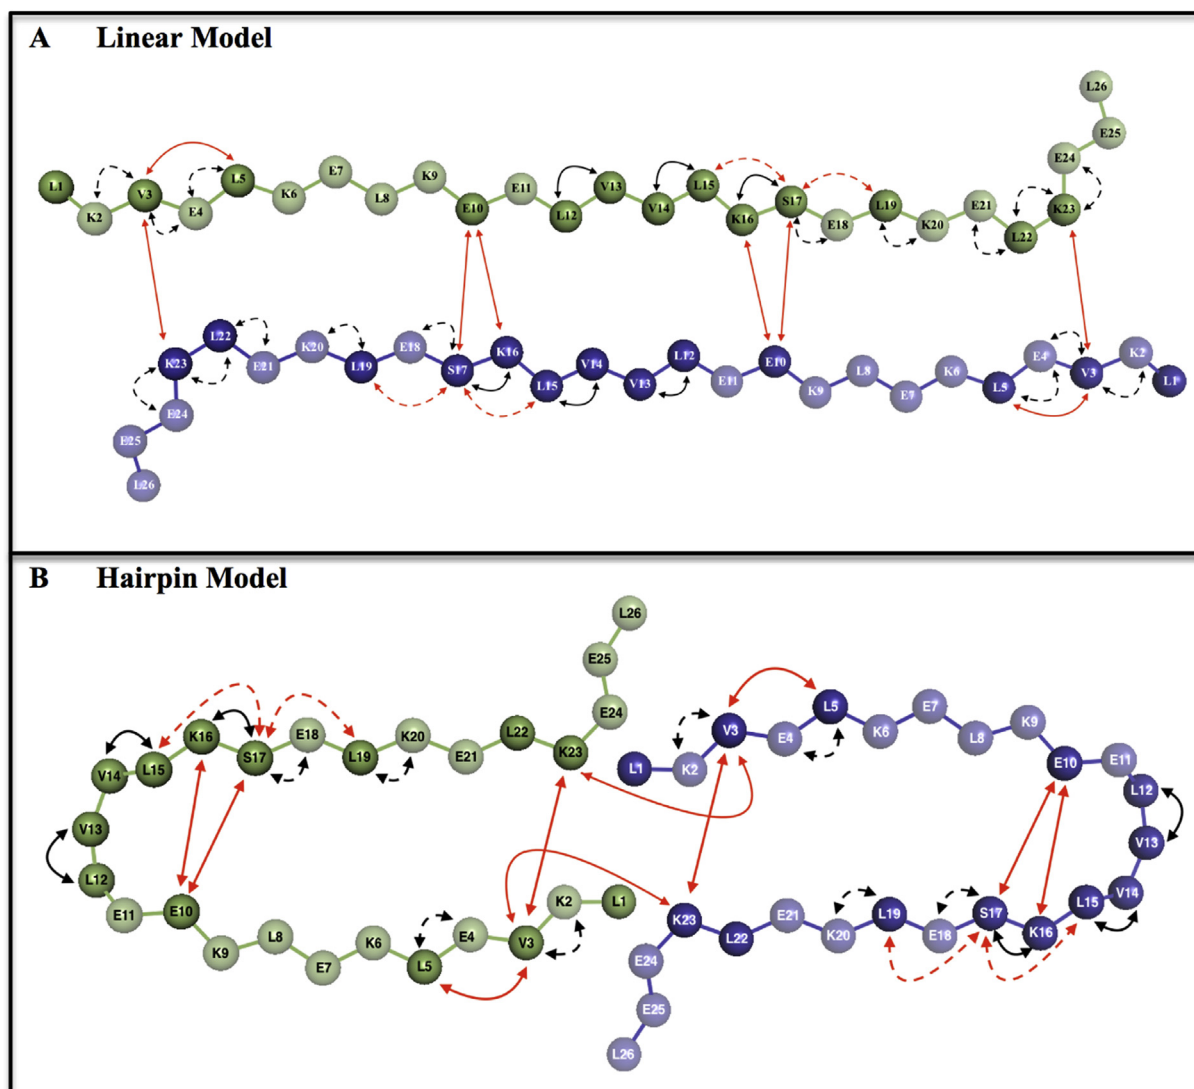 A Linear Model
L26
E25
E24
L1 K2 V3 E4 L5 K6 E7 L8 K9 E10 E11 L12 V13 V14 L15 K16 S17 E18 L19 K20 E21 L22 K23
K23 L22 E21 K20 L19 E18 S17 K16 L15 V14 V13 L12 E11 E10 K9 L8 E7 K6 L5 E4 V3 K2 L1
E24
E25
L26
B Hairpin Model
L26
E25
E24
V14 L15 K16 S17 E18 L19 K20 E21 L22 K23
V13
L12
E11 E10 K9 L8 E7 K6 L5 E4 V3 K2 L1
L1 K2 V3 E4 L5 K6 E7 L8 K9 E10 E11
L12
V13
V14
K23 L22 E21 K20 L19 E18 S17 K16 L15
E24
E25
L26